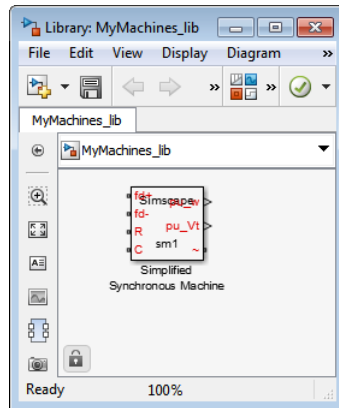 Library: MyMachines_lib
File Edit View Display Diagram »
» »
MyMachines_lib
MyMachines_lib
fd+ Simscape pu_w >
fd-
R pu_Vt >
C sm1 ~
Simplified
Synchronous Machine
Ready 100%